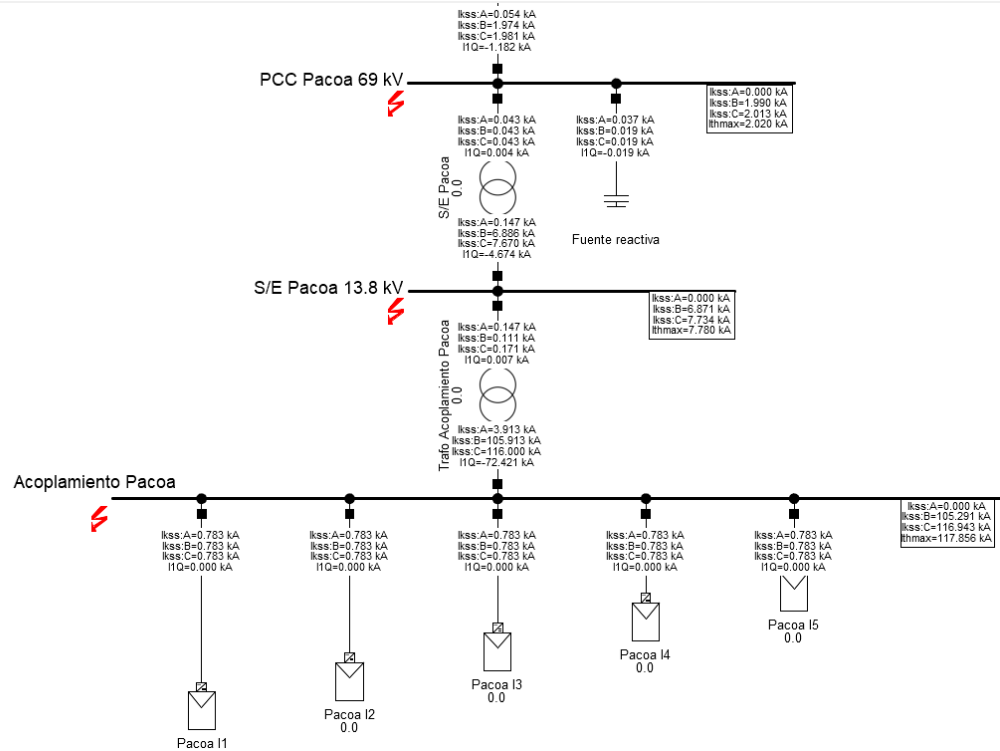 Ikss:A=0.054 kA
Ikss:B=1.974 kA
Ikss:C=1.981 kA
I1Q=-1.182 kA
PCC Pacoa 69 kV
Ikss:A=0.000 kA
Ikss:B=1.990 kA
Ikss:C=2.013 kA
Ithmax=2.020 kA
Ikss:A=0.043 kA
Ikss:B=0.043 kA
Ikss:C=0.043 kA
I1Q=0.004 kA
Ikss:A=0.037 kA
Ikss:B=0.019 kA
Ikss:C=0.019 kA
I1Q=-0.019 kA
S/E Pacoa
0.0
Fuente reactiva
Ikss:A=0.147 kA
Ikss:B=6.886 kA
Ikss:C=7.670 kA
I1Q=-4.674 kA
S/E Pacoa 13.8 kV
Ikss:A=0.000 kA
Ikss:B=6.871 kA
Ikss:C=7.734 kA
Ithmax=7.780 kA
Ikss:A=0.147 kA
Ikss:B=0.111 kA
Ikss:C=0.171 kA
I1Q=0.007 kA
Trafo Acoplamiento Pacoa
0.0
Ikss:A=3.913 kA
Ikss:B=105.913 kA
Ikss:C=116.000 kA
I1Q=-72.421 kA
Acoplamiento Pacoa
Ikss:A=0.000 kA
Ikss:B=105.291 kA
Ikss:C=116.943 kA
Ithmax=117.856 kA
Ikss:A=0.783 kA
Ikss:B=0.783 kA
Ikss:C=0.783 kA
I1Q=0.000 kA
Ikss:A=0.783 kA
Ikss:B=0.783 kA
Ikss:C=0.783 kA
I1Q=0.000 kA
Ikss:A=0.783 kA
Ikss:B=0.783 kA
Ikss:C=0.783 kA
I1Q=0.000 kA
Ikss:A=0.783 kA
Ikss:B=0.783 kA
Ikss:C=0.783 kA
I1Q=0.000 kA
Ikss:A=0.783 kA
Ikss:B=0.783 kA
Ikss:C=0.783 kA
I1Q=0.000 kA
Pacoa I1
Pacoa I2
0.0
Pacoa I3
0.0
Pacoa I4
0.0
Pacoa I5
0.0